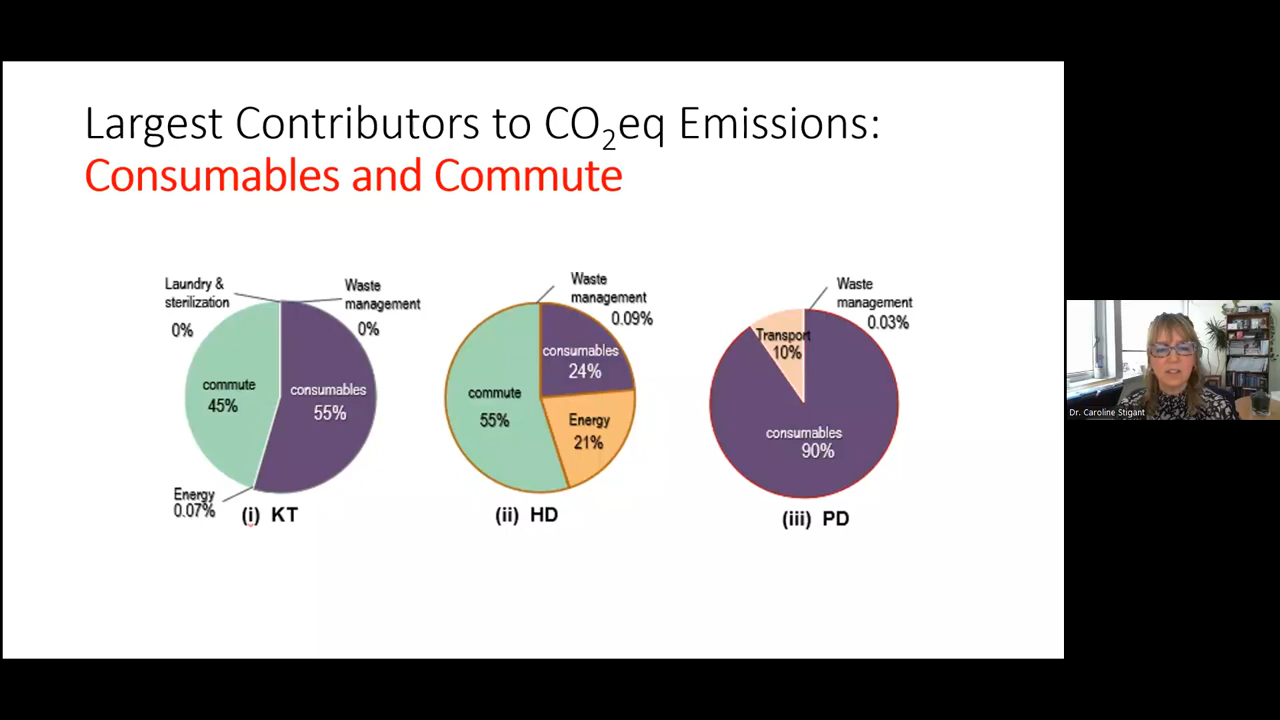 Largest Contributors to CO₂eq Emissions:
Consumables and Commute
Laundry &
sterilization
0%
Waste
management
0%
commute
45%
consumables
55%
Energy
0.07%
(i) KT
Waste
management
0.09%
consumables
24%
commute
55%
Energy
21%
(ii) HD
Waste
management
0.03%
Transport
10%
consumables
90%
(iii) PD
Dr. Caroline Stigant